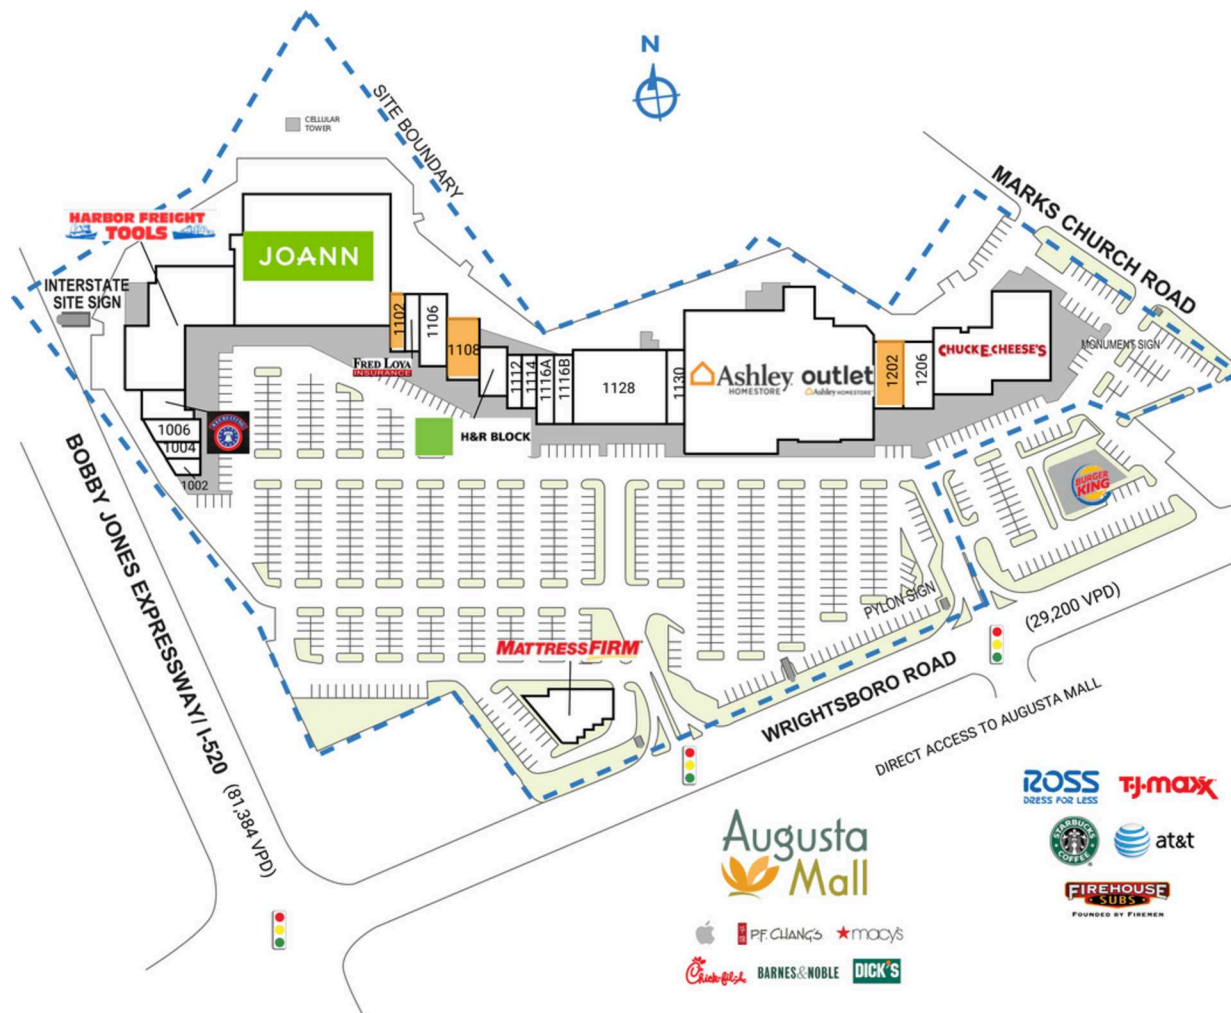 N
CELLULAR
TOWER
SITE BOUNDARY
MARKS CHURCH ROAD
HARBOR FREIGHT
TOOLS
JOANN
INTERSTATE
SITE SIGN
1102
1106
1108
FRED LOYA
INSURANCE
1112
1114
1116A
1116B
1128
1130
Ashley
HOMESTORE
outlet
Ashley HOMESTORE
1202
1206
CHUCK E. CHEESE'S
MONUMENT SIGN
1006
1004
1002
H&R BLOCK
BURGER
KING
BOBBY JONES EXPRESSWAY/ I-520 (81,384 VPD)
PYLON SIGN
MATTRESSFIRM
WRIGHTSBORO ROAD
(29,200 VPD)
DIRECT ACCESS TO AUGUSTA MALL
Augusta
Mall
P.F. CHANG'S
macy's
Chick-fil-A
BARNES&NOBLE
DICK'S
ROSS
DRESS FOR LESS
T·J·maxx
STARBUCKS
COFFEE
at&t
FIREHOUSE
SUBS
FOUNDED BY FIREMEN